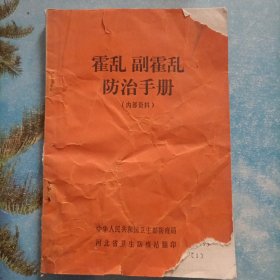 霍乱 副霍乱
防治手册
（内部资料）
中华人民共和国卫生部防疫局
河北省卫生防疫站翻印